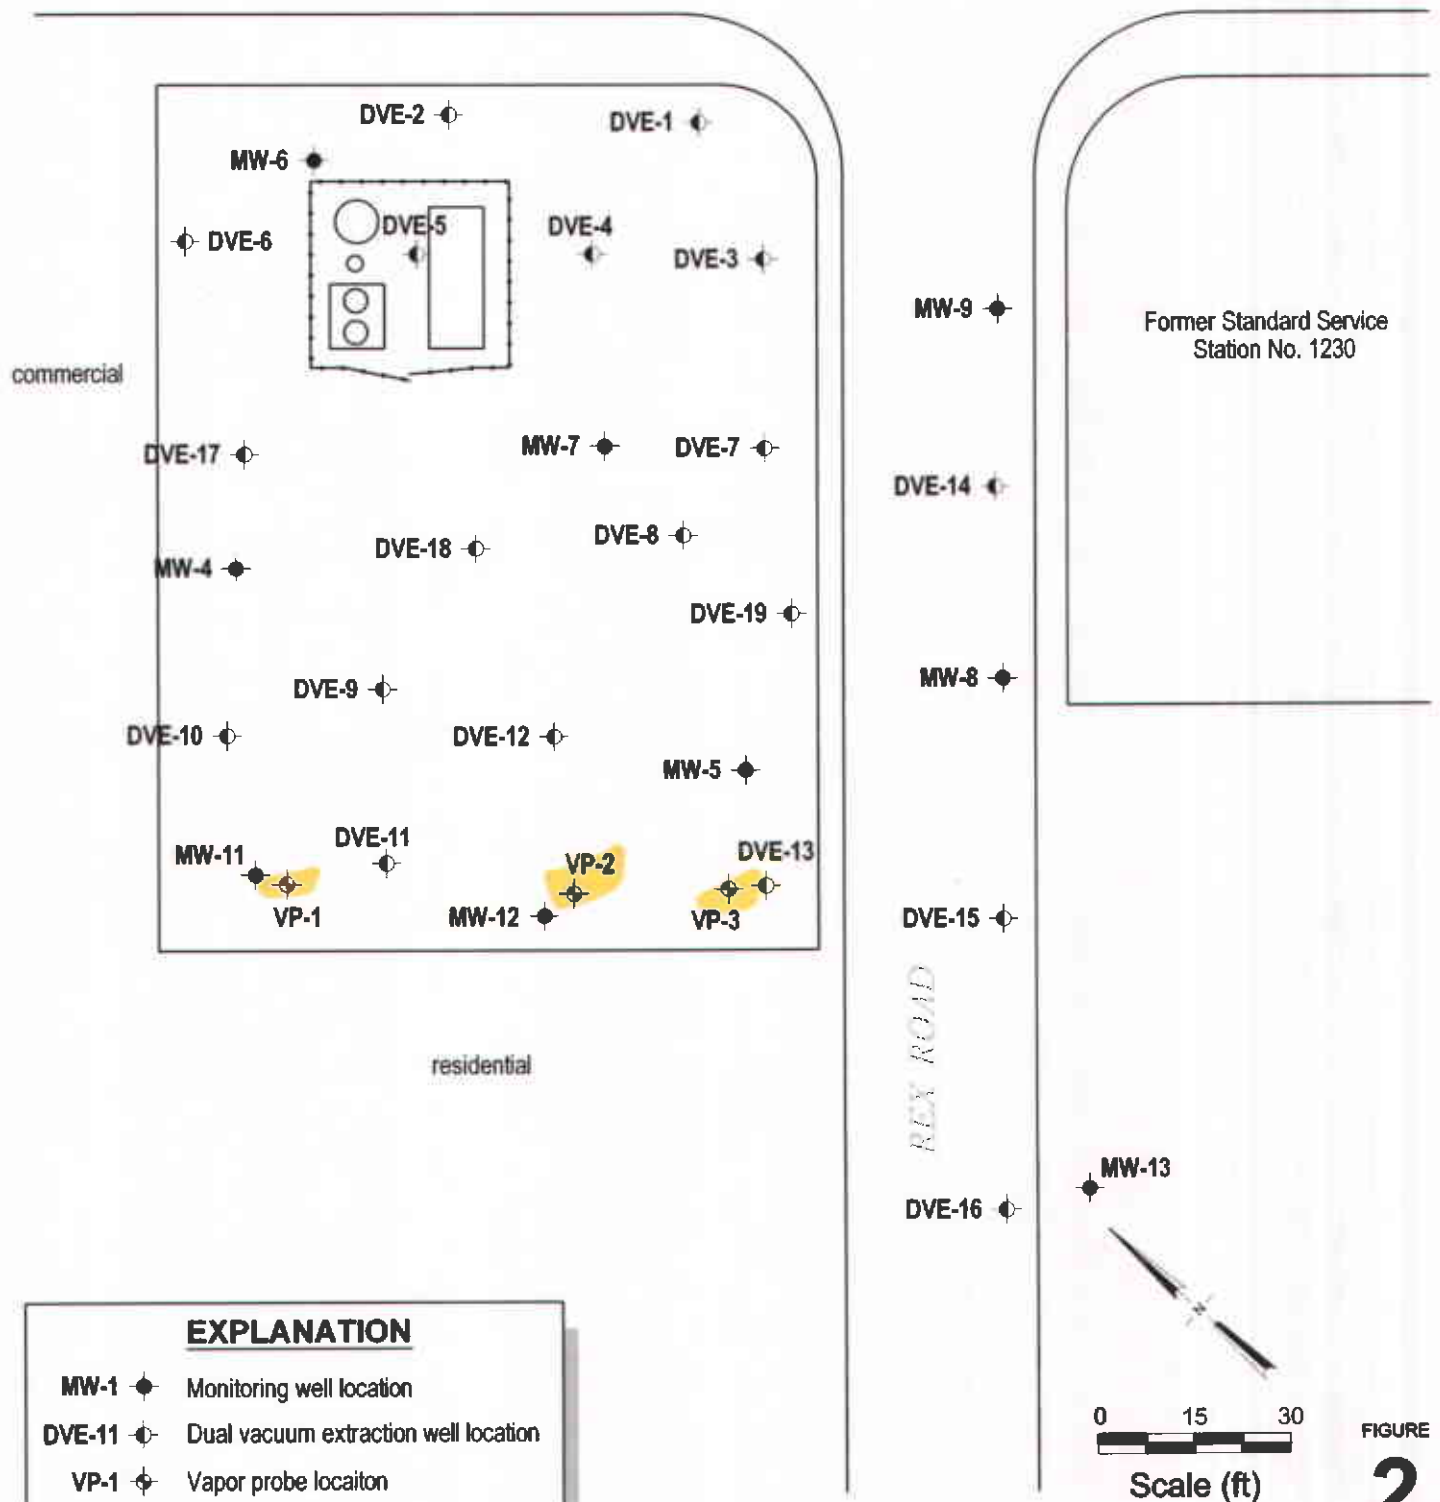 DVE-2
DVE-1
MW-6
DVE-6
DVE-5
DVE-4
DVE-3
MW-9
Former Standard Service
Station No. 1230
commercial
DVE-17
MW-7
DVE-7
DVE-14
DVE-18
DVE-8
MW-4
DVE-19
DVE-9
MW-8
DVE-10
DVE-12
MW-5
MW-11
DVE-11
VP-2
DVE-13
VP-1
MW-12
VP-3
DVE-15
REX ROAD
residential
MW-13
DVE-16
N
EXPLANATION
MW-1 Monitoring well location
DVE-11 Dual vacuum extraction well location
VP-1 Vapor probe locaiton
0 15 30
Scale (ft)
FIGURE
2